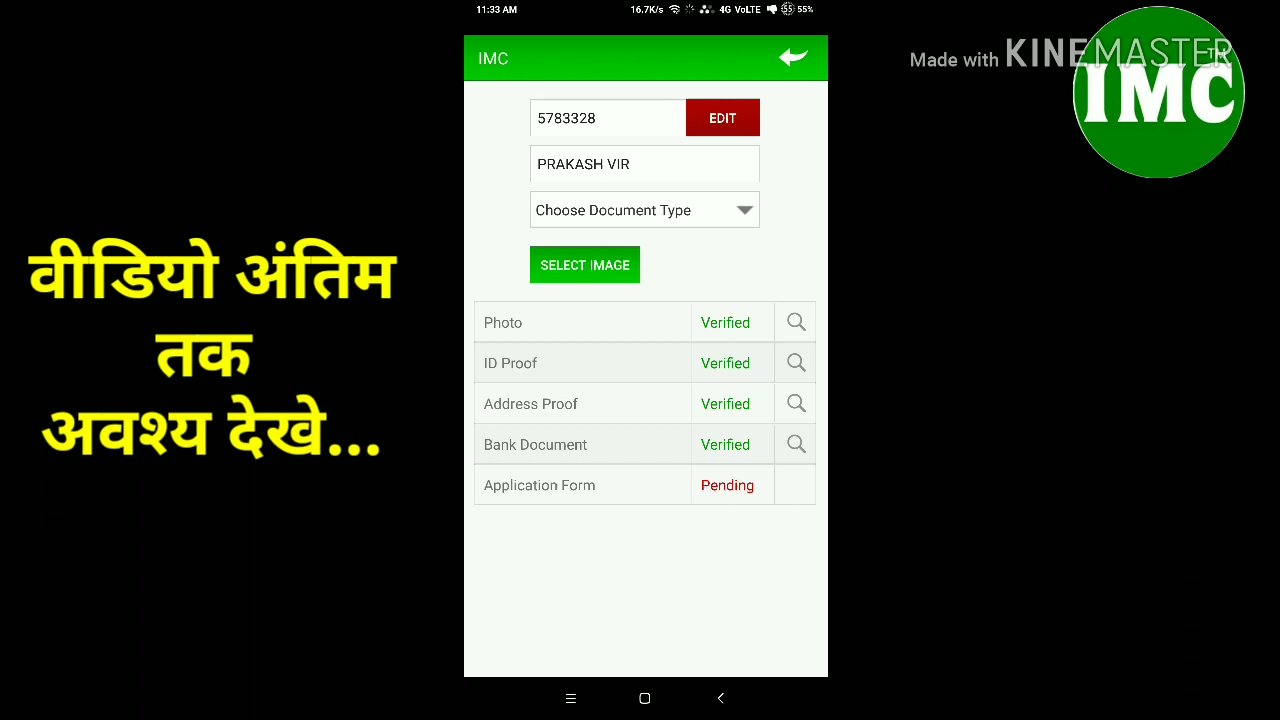 11:33 AM 16.7K/s 4G VoLTE 55 55%
IMC
Made with KINEMASTER
IMC TM
5783328 EDIT
PRAKASH VIR
Choose Document Type
SELECT IMAGE
वीडियो अंतिम
तक
अवश्य देखे...
Photo Verified
ID Proof Verified
Address Proof Verified
Bank Document Verified
Application Form Pending